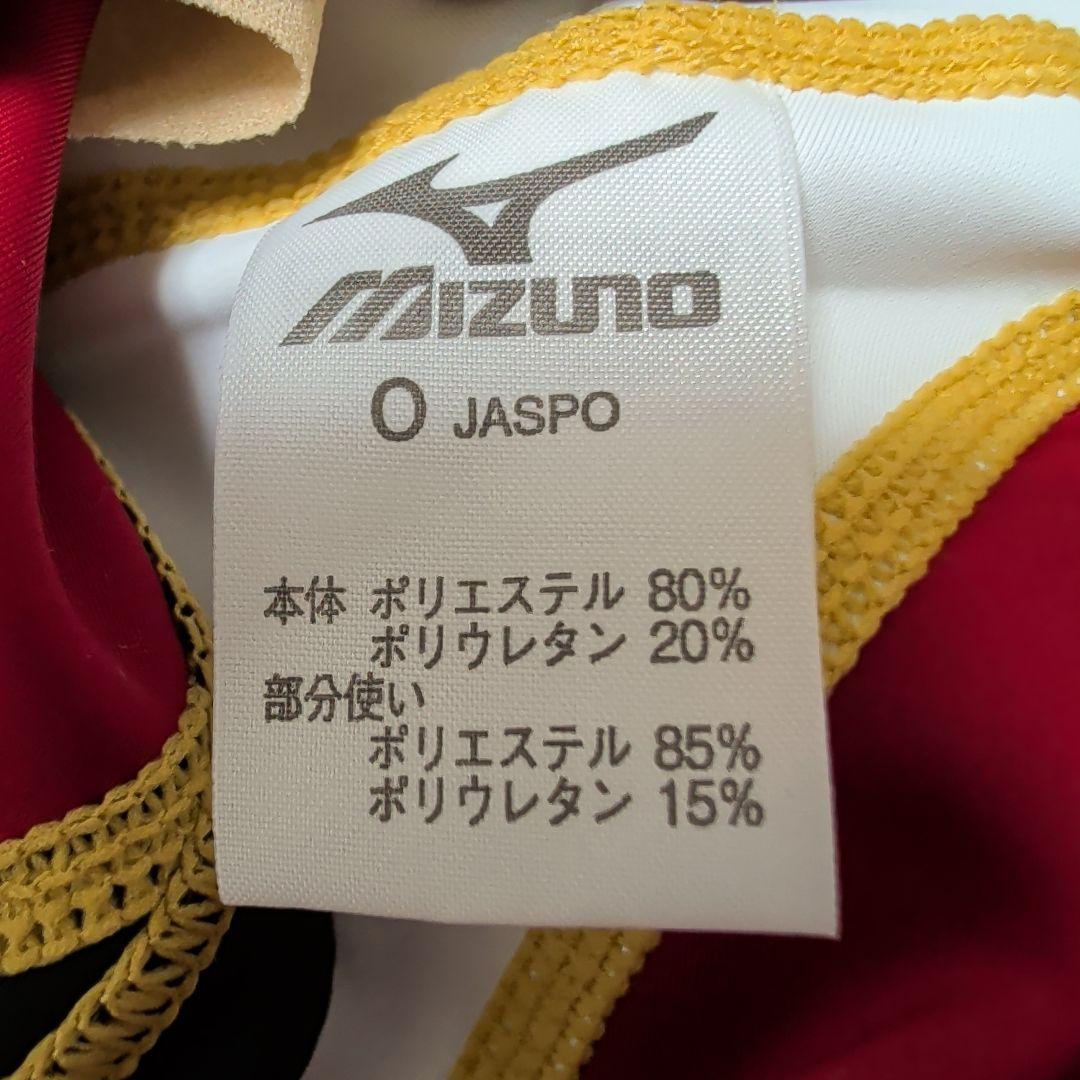 MIZUNO
O JASPO
本体 ポリエステル 80%
ポリウレタン 20%
部分使い
ポリエステル 85%
ポリウレタン 15%